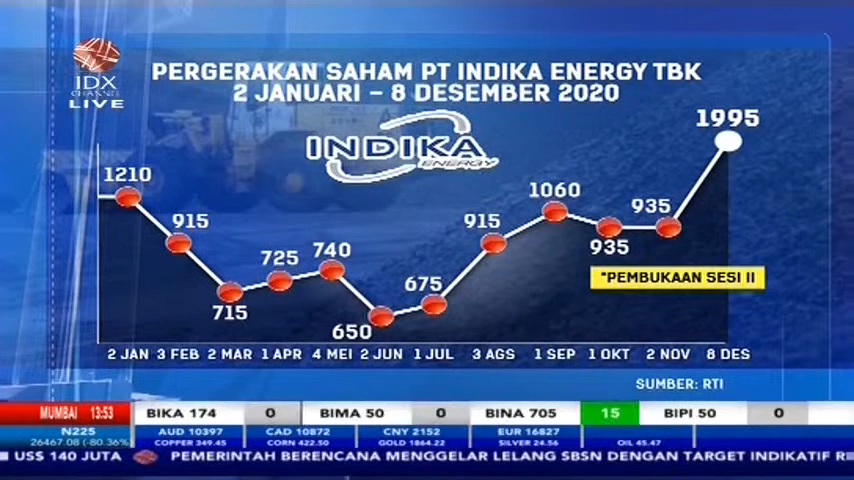 IDX
CHANNEL
LIVE
PERGERAKAN SAHAM PT INDIKA ENERGY TBK
2 JANUARI – 8 DESEMBER 2020
INDIKA
ENERGY
1210
915
715
725
740
650
675
915
1060
935
935
1995
*PEMBUKAAN SESI II
2 JAN 3 FEB 2 MAR 1 APR 4 MEI 2 JUN 1 JUL 3 AGS 1 SEP 1 OKT 2 NOV 8 DES
SUMBER: RTI
MUMBAI 13:53 BIKA 174 0 BIMA 50 0 BINA 705 15 BIPI 50 0
N225 AUD 10397 CAD 10872 CNY 2152 EUR 16827
26467.08 (-80.36%) COPPER 349.45 CORN 422.50 GOLD 1864.22 SILVER 24.56 OIL 45.47
US$ 140 JUTA PEMERINTAH BERENCANA MENGGELAR LELANG SBSN DENGAN TARGET INDIKATIF R